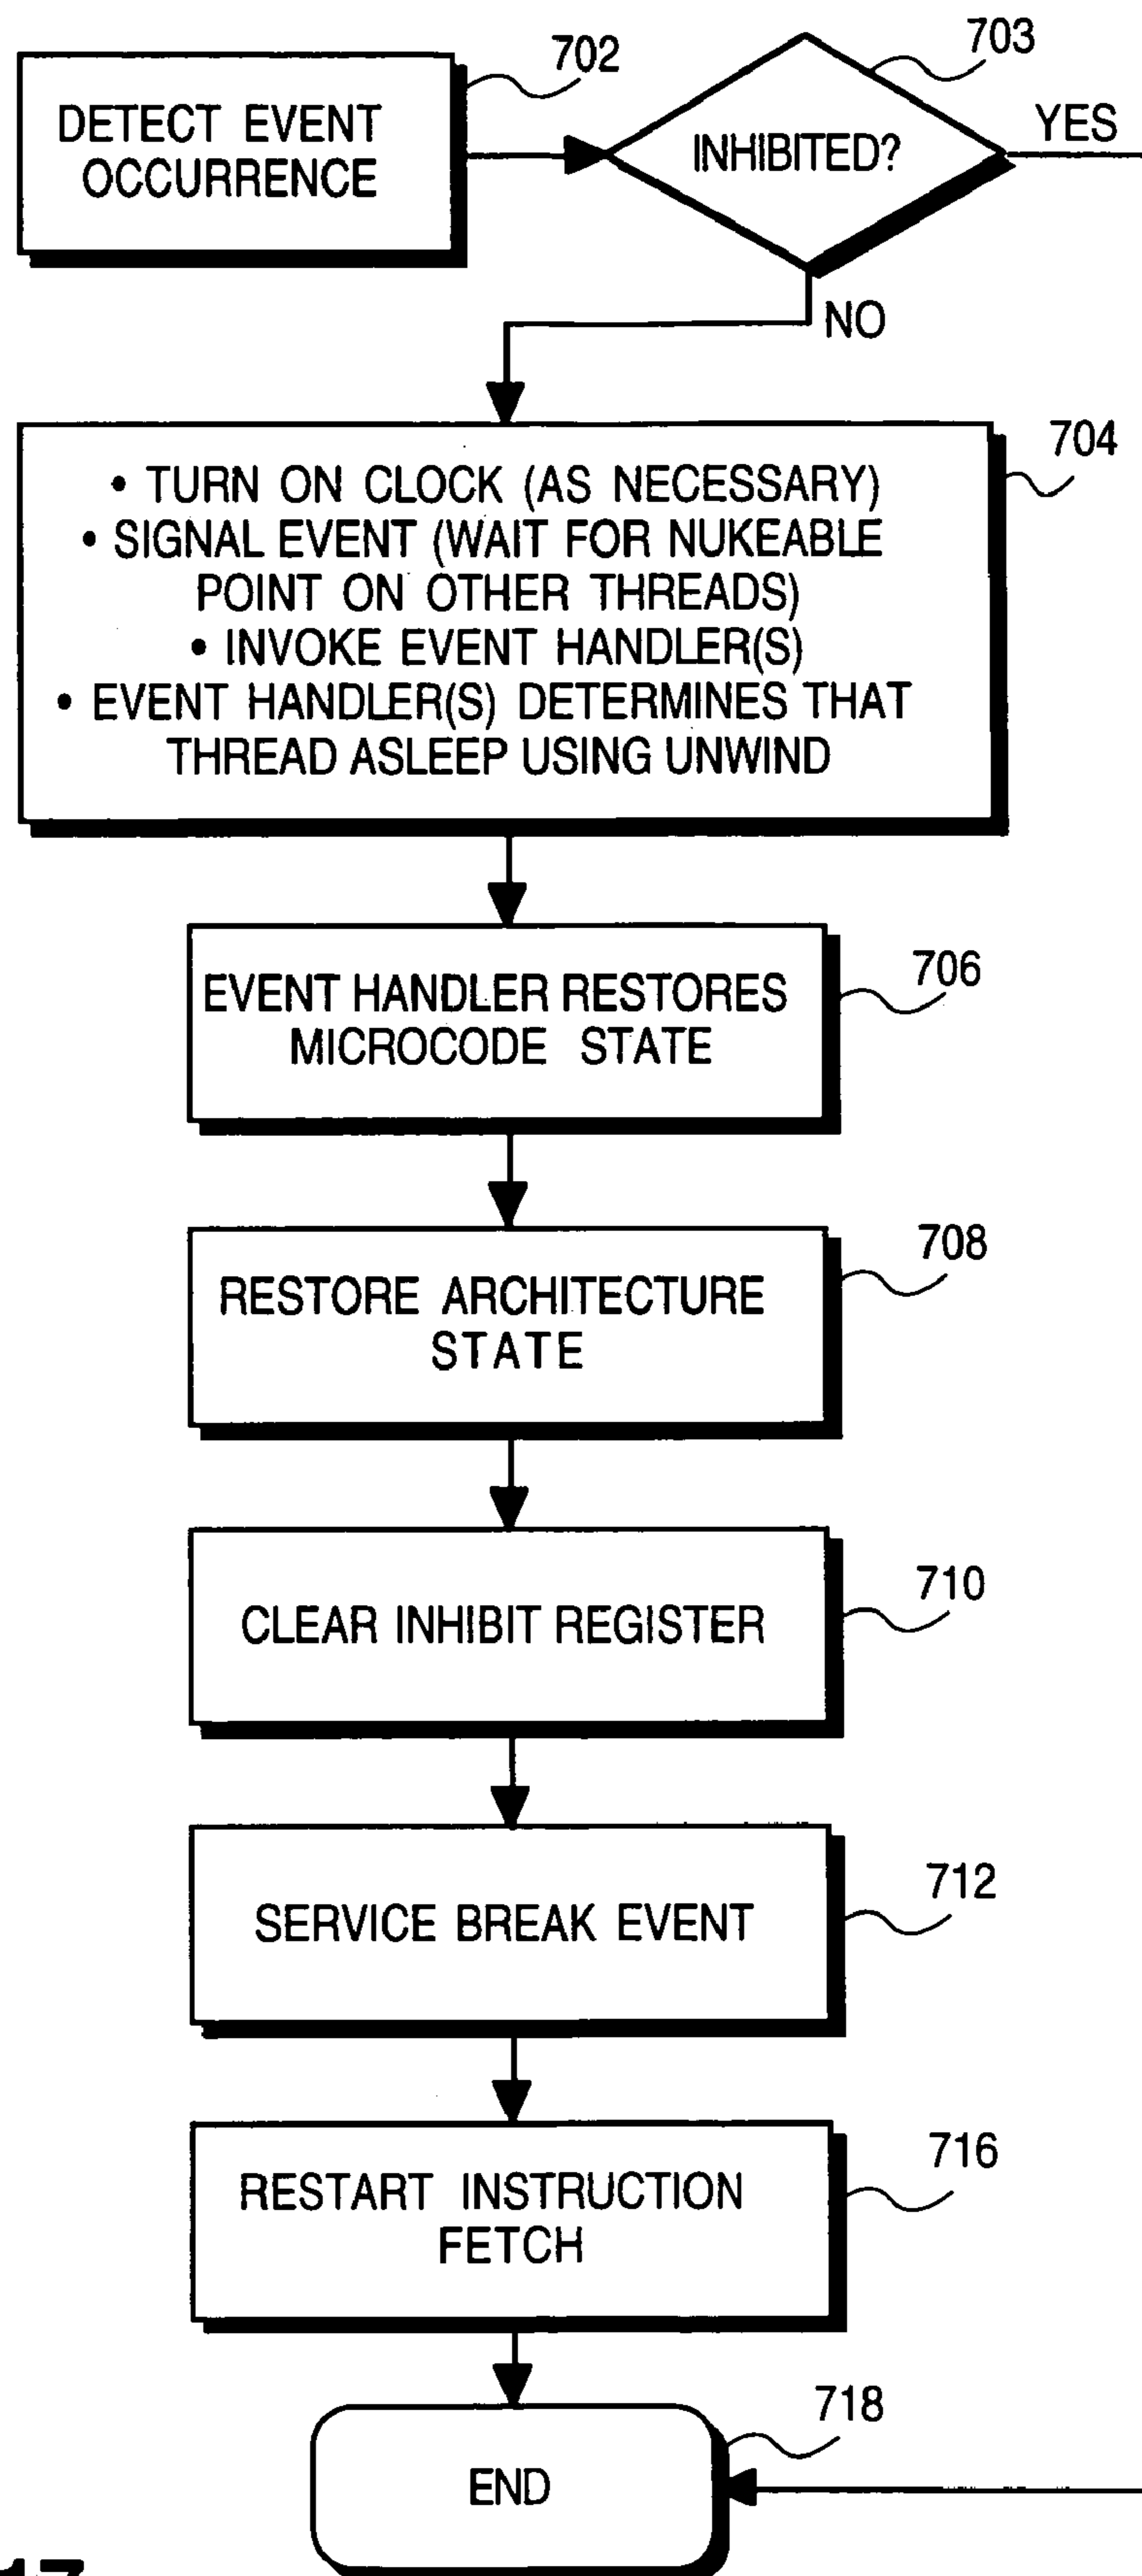 702
DETECT EVENT
OCCURRENCE
703
INHIBITED?
YES
NO
704
• TURN ON CLOCK (AS NECESSARY)
• SIGNAL EVENT (WAIT FOR NUKEABLE
POINT ON OTHER THREADS)
• INVOKE EVENT HANDLER(S)
• EVENT HANDLER(S) DETERMINES THAT
THREAD ASLEEP USING UNWIND
706
EVENT HANDLER RESTORES
MICROCODE STATE
708
RESTORE ARCHITECTURE
STATE
710
CLEAR INHIBIT REGISTER
712
SERVICE BREAK EVENT
716
RESTART INSTRUCTION
FETCH
718
END